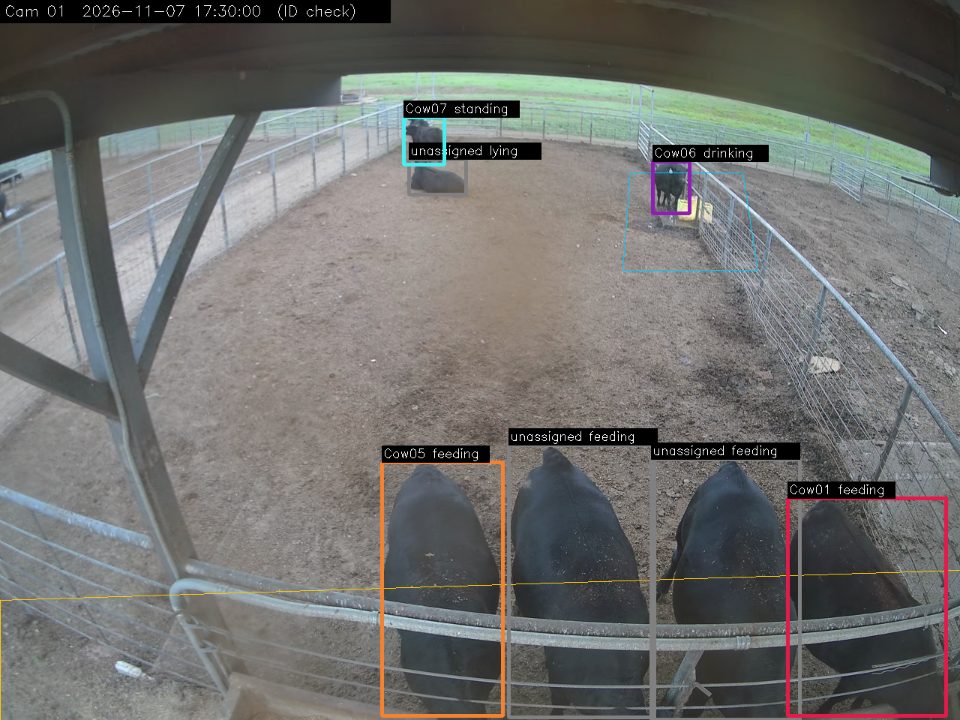 Cam 01 2026-11-07 17:30:00 (ID check)
Cow07 standing
unassigned lying
Cow06 drinking
unassigned feeding
Cow05 feeding
unassigned feeding
Cow01 feeding